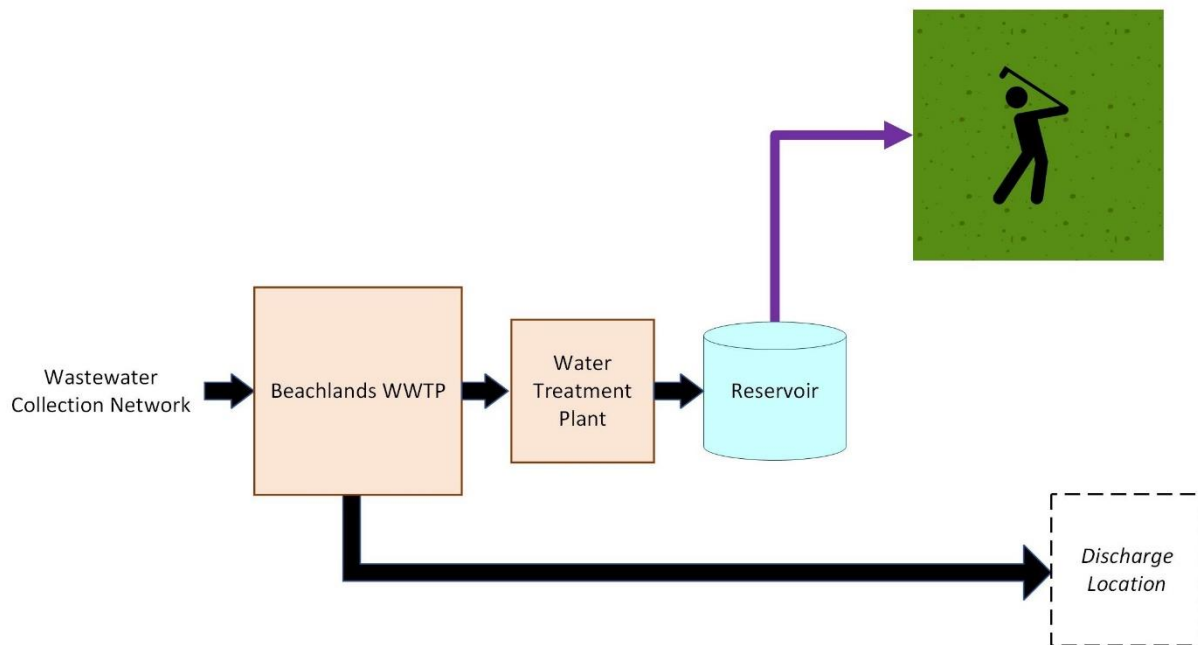 Wastewater
Collection Network
Beachlands WWTP
Water
Treatment
Plant
Reservoir
Discharge
Location